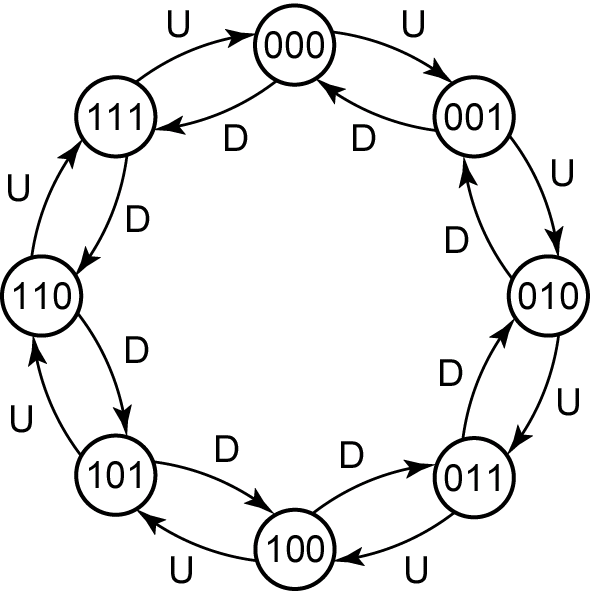 U 000 U
111 D D 001
U D D U
110 010
D D
U 101 D D 011 U
U 100 U